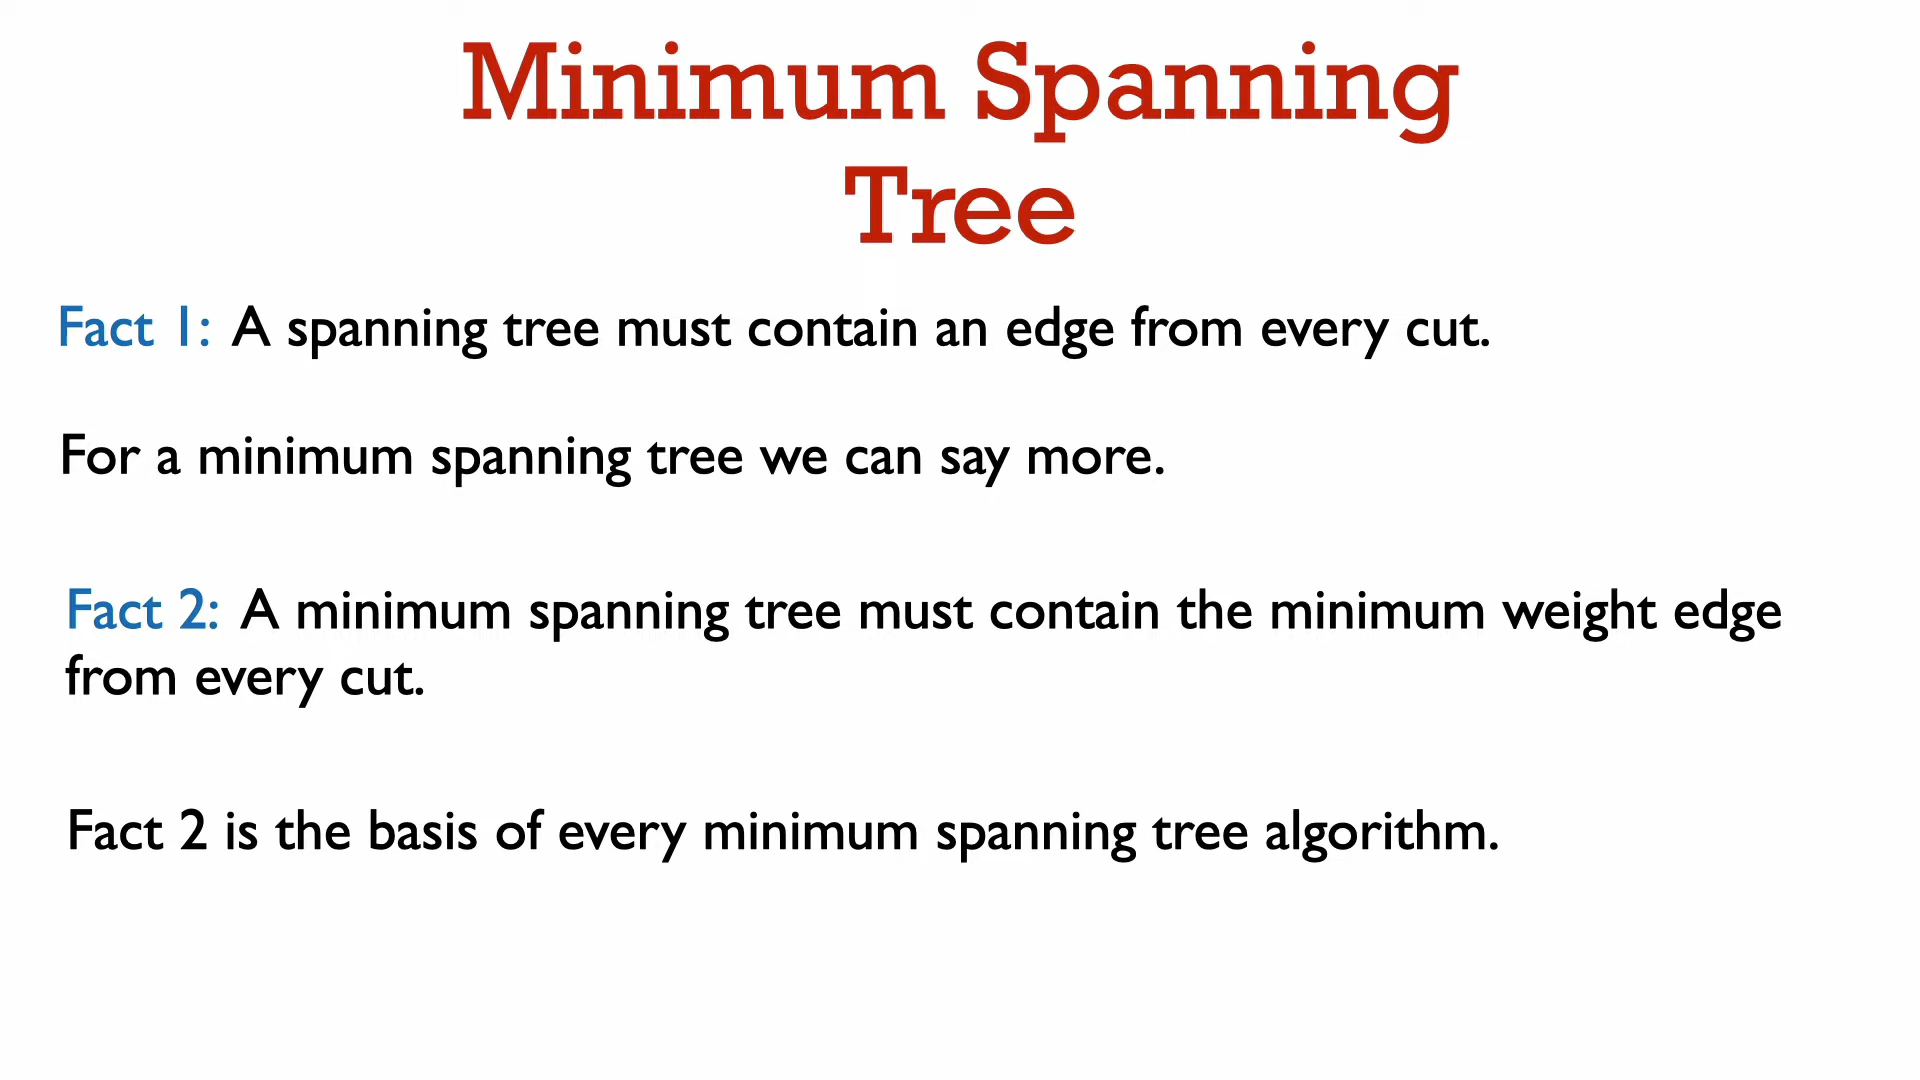 Minimum Spanning
Tree
Fact 1: A spanning tree must contain an edge from every cut.
For a minimum spanning tree we can say more.
Fact 2: A minimum spanning tree must contain the minimum weight edge
from every cut.
Fact 2 is the basis of every minimum spanning tree algorithm.